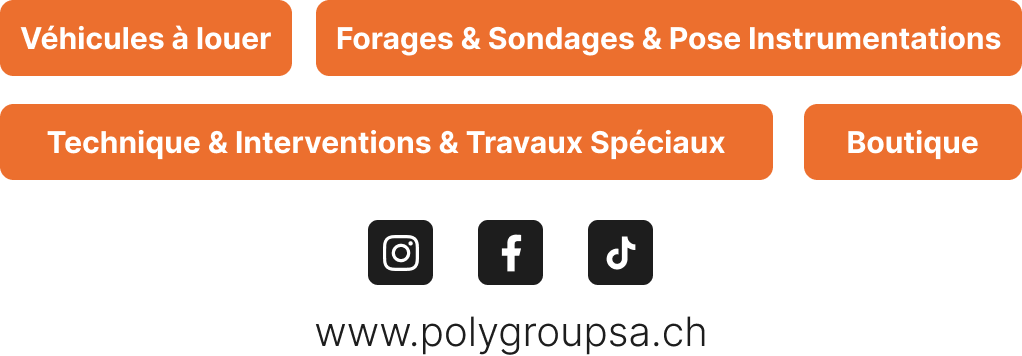 Véhicules à louer
Forages & Sondages & Pose Instrumentations
Technique & Interventions & Travaux Spéciaux
Boutique
www.polygroupsa.ch